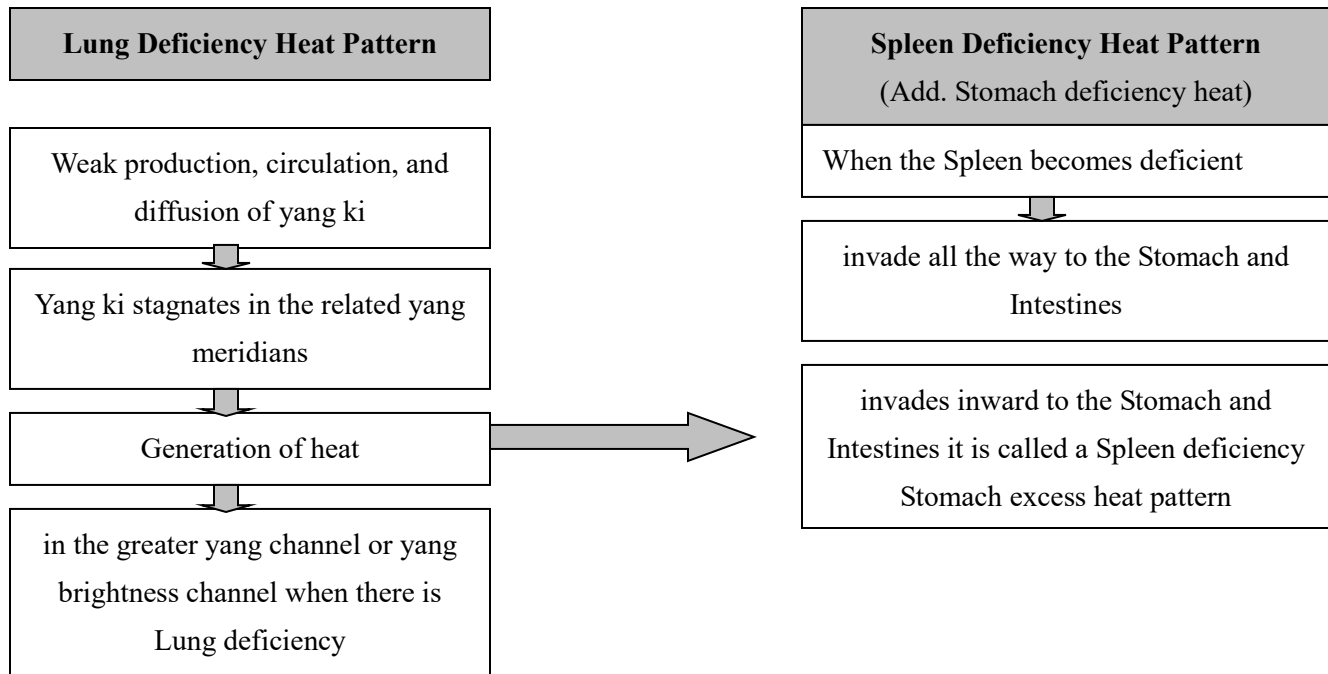 Lung Deficiency Heat Pattern
Weak production, circulation, and
diffusion of yang ki
Yang ki stagnates in the related yang
meridians
Generation of heat
in the greater yang channel or yang
brightness channel when there is
Lung deficiency
Spleen Deficiency Heat Pattern
(Add. Stomach deficiency heat)
When the Spleen becomes deficient
invade all the way to the Stomach and
Intestines
invades inward to the Stomach and
Intestines it is called a Spleen deficiency
Stomach excess heat pattern